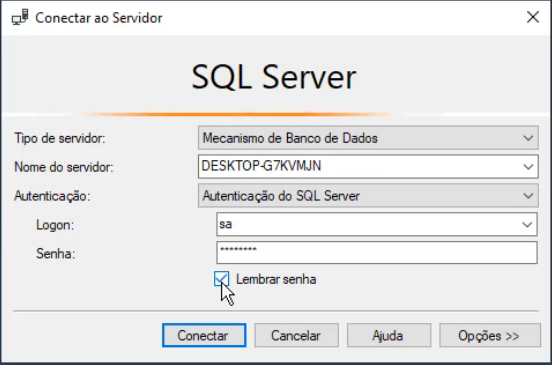 Conectar ao Servidor
SQL Server
Tipo de servidor: Mecanismo de Banco de Dados
Nome do servidor: DESKTOP-G7KVMJN
Autenticação: Autenticação do SQL Server
Logon: sa
Senha: ********
Lembrar senha
Conectar Cancelar Ajuda Opções >>